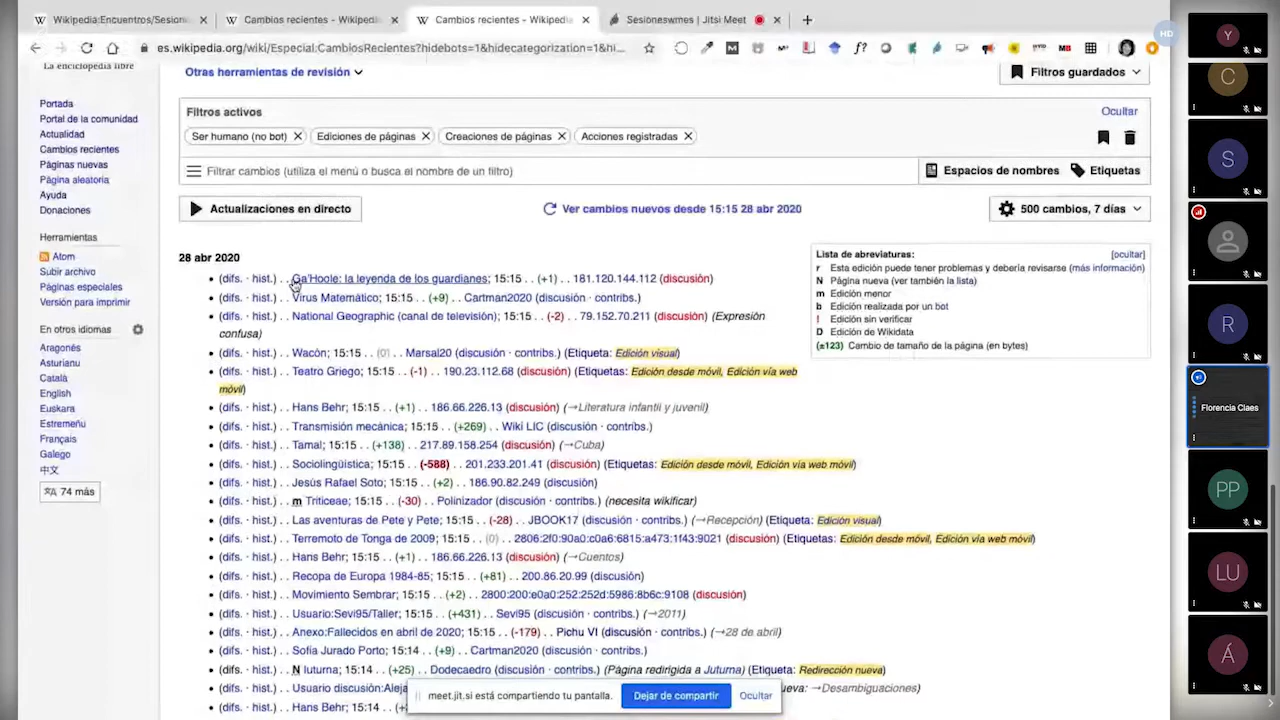 Wikipedia:Encuentros/Sesion
Cambios recientes - Wikipedi
Cambios recientes - Wikipedi
Sesioneswmes | Jitsi Meet
es.wikipedia.org/wiki/Especial:CambiosRecientes?hidebots=1&hidecategorization=1&hi...
HD
La enciclopedia libre
Portada
Portal de la comunidad
Actualidad
Cambios recientes
Páginas nuevas
Página aleatoria
Ayuda
Donaciones
Herramientas
Atom
Subir archivo
Páginas especiales
Versión para imprimir
En otros idiomas
Aragonés
Asturianu
Català
English
Euskara
Estremeñu
Français
Galego
中文
74 más
Otras herramientas de revisión
Filtros guardados
Filtros activos
Ocultar
Ser humano (no bot) Ediciones de páginas Creaciones de páginas Acciones registradas
Filtrar cambios (utiliza el menú o busca el nombre de un filtro)
Espacios de nombres Etiquetas
Actualizaciones en directo
Ver cambios nuevos desde 15:15 28 abr 2020
500 cambios, 7 días
28 abr 2020
(difs. · hist.) . . Ga'Hoole: la leyenda de los guardianes; 15:15 . . (+1) . . 181.120.144.112 (discusión)
(difs. · hist.) . . Virus Matemático; 15:15 . . (+9) . . Cartman2020 (discusión · contribs.)
(difs. · hist.) . . National Geographic (canal de televisión); 15:15 . . (-2) . . 79.152.70.211 (discusión) (Expresión
confusa)
(difs. · hist.) . . Wacón; 15:15 . . (0) . . Marsal20 (discusión · contribs.) (Etiqueta: Edición visual)
(difs. · hist.) . . Teatro Griego; 15:15 . . (-1) . . 190.23.112.68 (discusión) (Etiquetas: Edición desde móvil, Edición vía web
móvil)
(difs. · hist.) . . Hans Behr; 15:15 . . (+1) . . 186.66.226.13 (discusión) (→Literatura infantil y juvenil)
(difs. · hist.) . . Transmisión mecánica; 15:15 . . (+269) . . Wiki LIC (discusión · contribs.)
(difs. · hist.) . . Tamal; 15:15 . . (+138) . . 217.89.158.254 (discusión) (→Cuba)
(difs. · hist.) . . Sociolingüística; 15:15 . . (-588) . . 201.233.201.41 (discusión) (Etiquetas: Edición desde móvil, Edición vía web móvil)
(difs. · hist.) . . Jesús Rafael Soto; 15:15 . . (+2) . . 186.90.82.249 (discusión)
(difs. · hist.) . . m Triticeae; 15:15 . . (-30) . . Polinizador (discusión · contribs.) (necesita wikificar)
(difs. · hist.) . . Las aventuras de Pete y Pete; 15:15 . . (-28) . . JBOOK17 (discusión · contribs.) (→Recepción) (Etiqueta: Edición visual)
(difs. · hist.) . . Terremoto de Tonga de 2009; 15:15 . . (0) . . 2806:2f0:90a0:c0a6:6815:a473:1f43:9021 (discusión) (Etiquetas: Edición desde móvil, Edición vía web móvil)
(difs. · hist.) . . Hans Behr; 15:15 . . (+1) . . 186.66.226.13 (discusión) (→Cuentos)
(difs. · hist.) . . Recopa de Europa 1984-85; 15:15 . . (+81) . . 200.86.20.99 (discusión)
(difs. · hist.) . . Movimiento Sembrar; 15:15 . . (+2) . . 2800:200:e0a0:252:252d:5986:8b6c:9108 (discusión)
(difs. · hist.) . . Usuario:Sevi95/Taller; 15:15 . . (+431) . . Sevi95 (discusión · contribs.) (→2011)
(difs. · hist.) . . Anexo:Fallecidos en abril de 2020; 15:15 . . (-179) . . Pichu VI (discusión · contribs.) (→28 de abril)
(difs. · hist.) . . Sofía Jurado Porto; 15:14 . . (+9) . . Cartman2020 (discusión · contribs.)
(difs. · hist.) . . N Iuturna; 15:14 . . (+25) . . Dodecaedro (discusión · contribs.) (Página redirigida a Juturna) (Etiqueta: Redirección nueva)
(difs. · hist.) . . Usuario discusión:Aleja
ueva: →Desambiguaciones)
(difs. · hist.) . . Hans Behr; 15:14 . . (+
Lista de abreviaturas: [ocultar]
r Esta edición puede tener problemas y debería revisarse (más información)
N Página nueva (ver también la lista)
m Edición menor
b Edición realizada por un bot
! Edición sin verificar
D Edición de Wikidata
(±123) Cambio de tamaño de la página (en bytes)
meet.jit.si está compartiendo tu pantalla. Dejar de compartir Ocultar
Y
C
S
R
Florencia Claes
PP
LU
Á